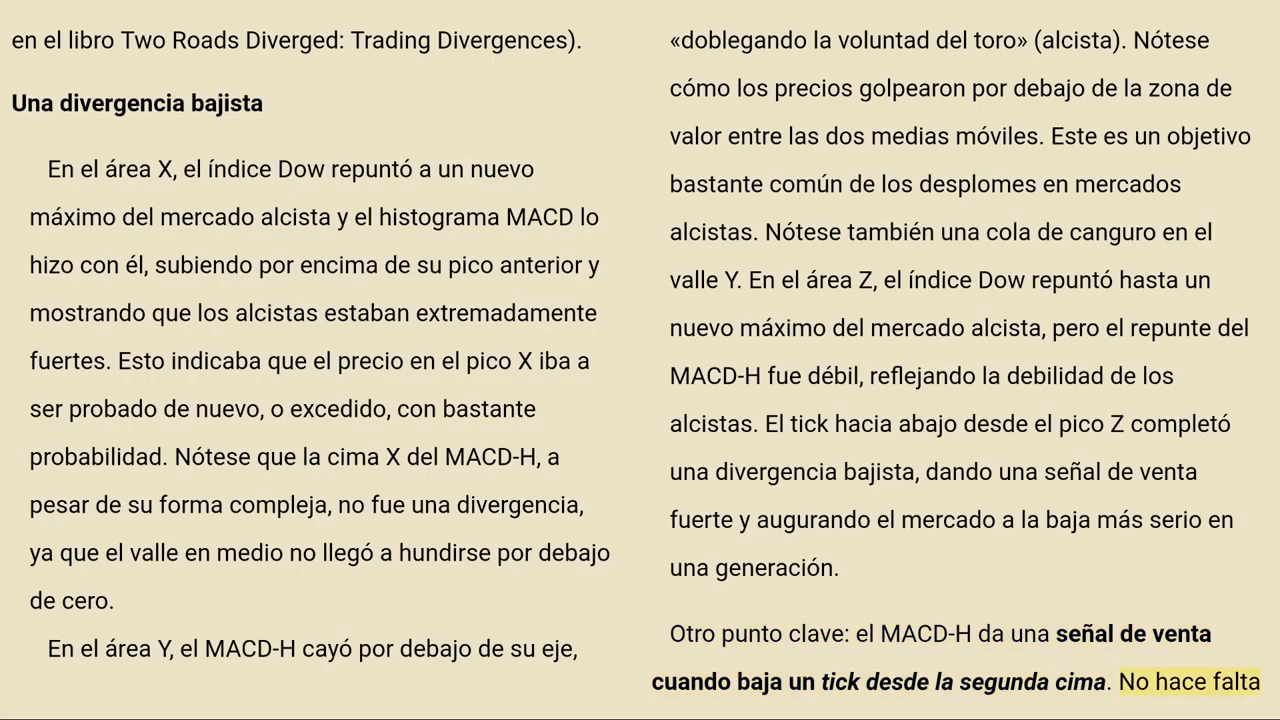 en el libro Two Roads Diverged: Trading Divergences).
Una divergencia bajista
En el área X, el índice Dow repuntó a un nuevo
máximo del mercado alcista y el histograma MACD lo
hizo con él, subiendo por encima de su pico anterior y
mostrando que los alcistas estaban extremadamente
fuertes. Esto indicaba que el precio en el pico X iba a
ser probado de nuevo, o excedido, con bastante
probabilidad. Nótese que la cima X del MACD-H, a
pesar de su forma compleja, no fue una divergencia,
ya que el valle en medio no llegó a hundirse por debajo
de cero.
En el área Y, el MACD-H cayó por debajo de su eje,
«doblegando la voluntad del toro» (alcista). Nótese
cómo los precios golpearon por debajo de la zona de
valor entre las dos medias móviles. Este es un objetivo
bastante común de los desplomes en mercados
alcistas. Nótese también una cola de canguro en el
valle Y. En el área Z, el índice Dow repuntó hasta un
nuevo máximo del mercado alcista, pero el repunte del
MACD-H fue débil, reflejando la debilidad de los
alcistas. El tick hacia abajo desde el pico Z completó
una divergencia bajista, dando una señal de venta
fuerte y augurando el mercado a la baja más serio en
una generación.
Otro punto clave: el MACD-H da una señal de venta
cuando baja un tick desde la segunda cima. No hace falta